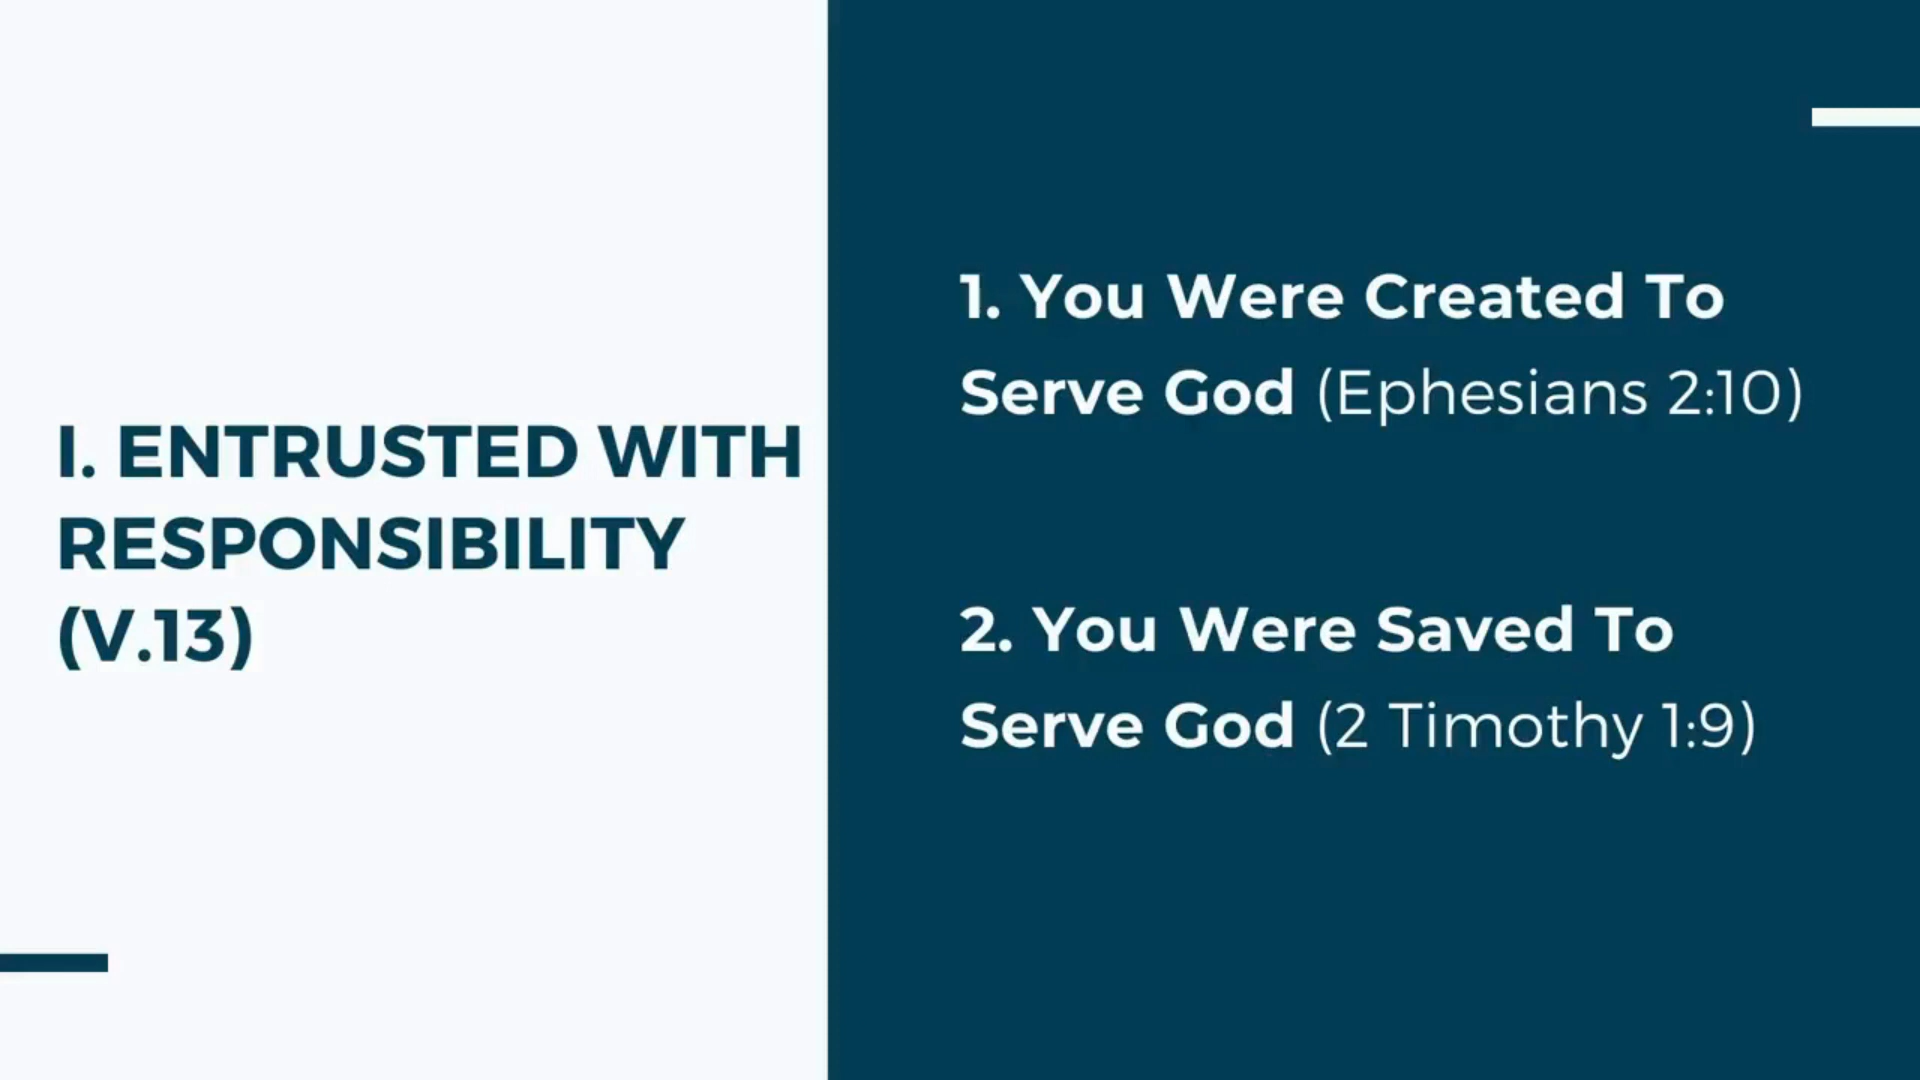 I. ENTRUSTED WITH
RESPONSIBILITY
(V.13)
1. You Were Created To
Serve God (Ephesians 2:10)
2. You Were Saved To
Serve God (2 Timothy 1:9)